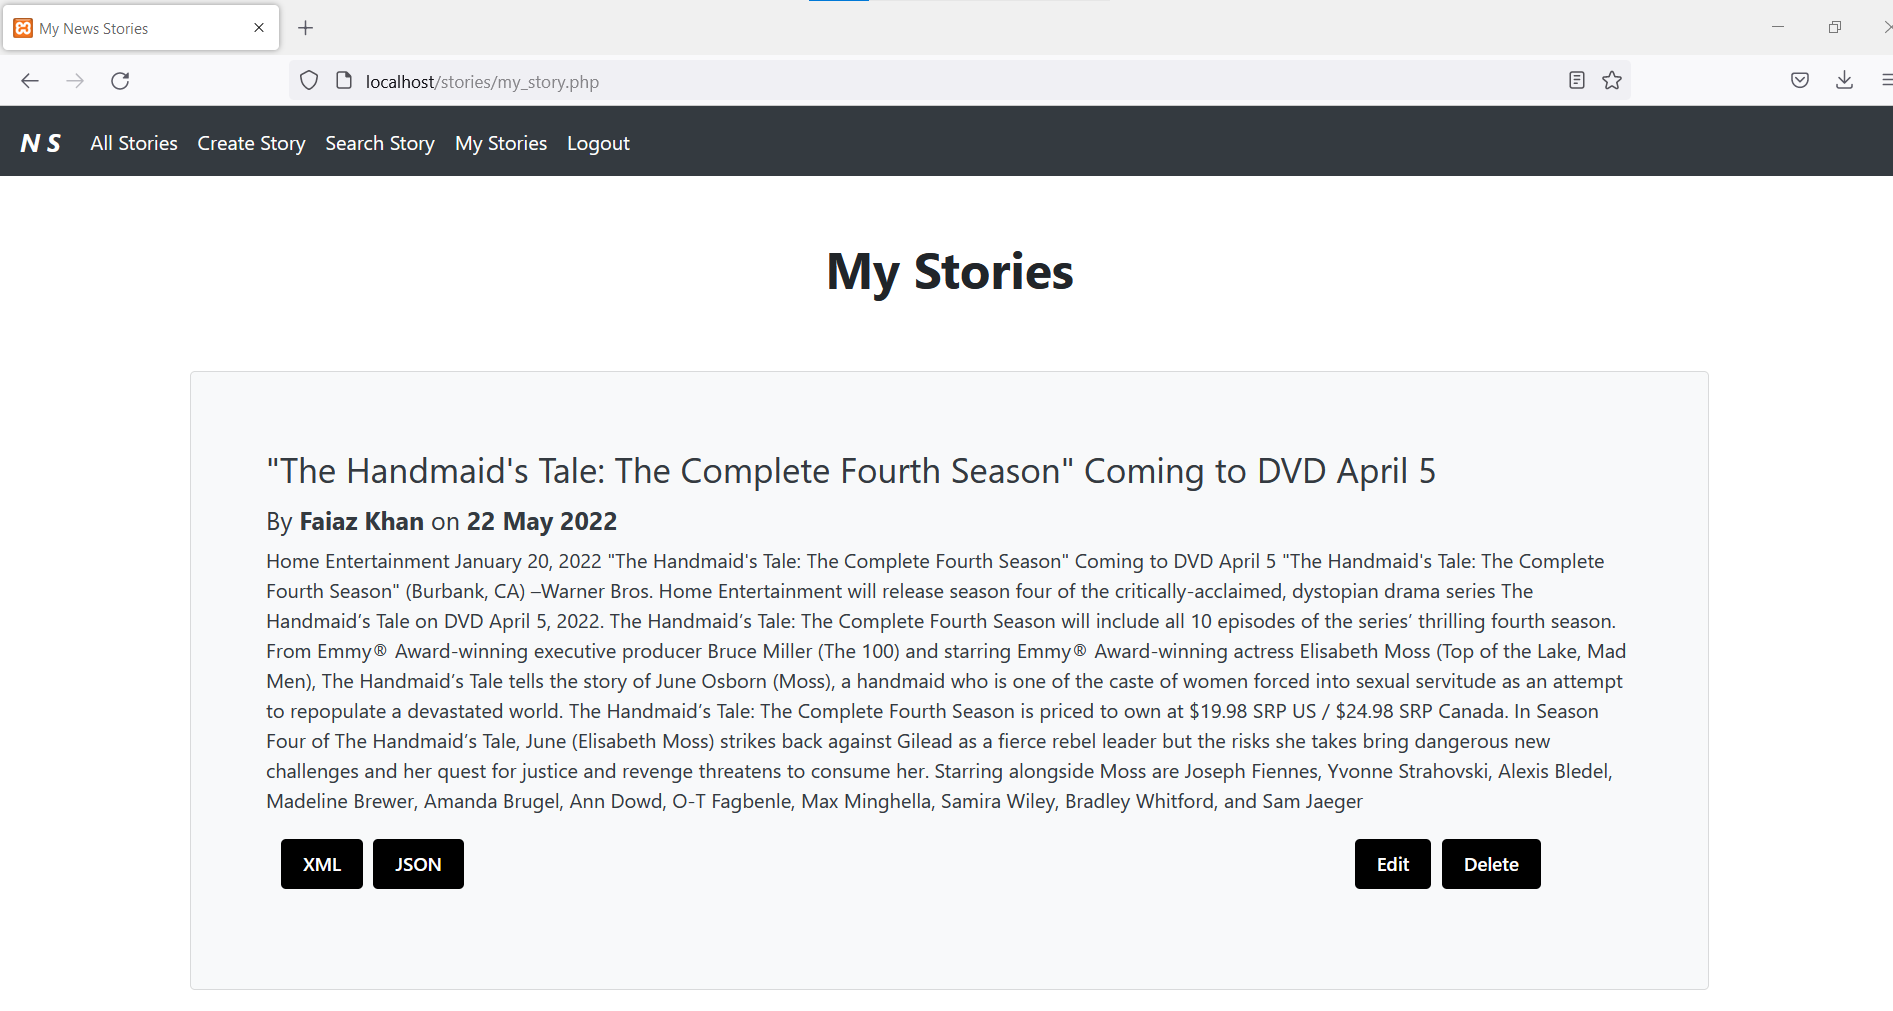 My News Stories
localhost/stories/my_story.php
N S All Stories Create Story Search Story My Stories Logout
My Stories
"The Handmaid's Tale: The Complete Fourth Season" Coming to DVD April 5
By Faiaz Khan on 22 May 2022
Home Entertainment January 20, 2022 "The Handmaid's Tale: The Complete Fourth Season" Coming to DVD April 5 "The Handmaid's Tale: The Complete
Fourth Season" (Burbank, CA) –Warner Bros. Home Entertainment will release season four of the critically-acclaimed, dystopian drama series The
Handmaid’s Tale on DVD April 5, 2022. The Handmaid’s Tale: The Complete Fourth Season will include all 10 episodes of the series’ thrilling fourth season.
From Emmy® Award-winning executive producer Bruce Miller (The 100) and starring Emmy® Award-winning actress Elisabeth Moss (Top of the Lake, Mad
Men), The Handmaid’s Tale tells the story of June Osborn (Moss), a handmaid who is one of the caste of women forced into sexual servitude as an attempt
to repopulate a devastated world. The Handmaid’s Tale: The Complete Fourth Season is priced to own at $19.98 SRP US / $24.98 SRP Canada. In Season
Four of The Handmaid’s Tale, June (Elisabeth Moss) strikes back against Gilead as a fierce rebel leader but the risks she takes bring dangerous new
challenges and her quest for justice and revenge threatens to consume her. Starring alongside Moss are Joseph Fiennes, Yvonne Strahovski, Alexis Bledel,
Madeline Brewer, Amanda Brugel, Ann Dowd, O-T Fagbenle, Max Minghella, Samira Wiley, Bradley Whitford, and Sam Jaeger
XML JSON Edit Delete